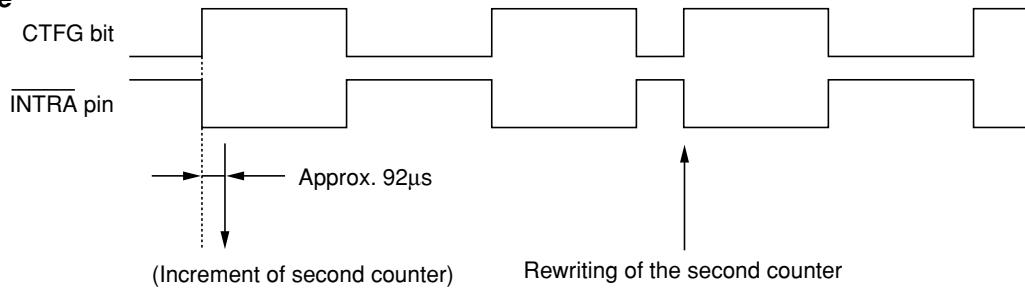 e
CTFG bit
INTRA pin
Approx. 92μs
(Increment of second counter)
Rewriting of the second counter